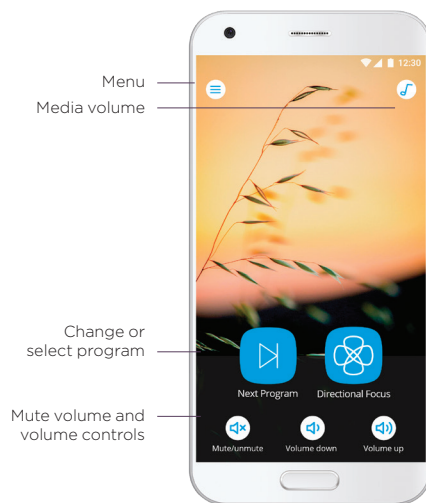 12:30
Menu
Media volume
Change or
select program
Next Program Directional Focus
Mute volume and
volume controls
Mute/unmute Volume down Volume up